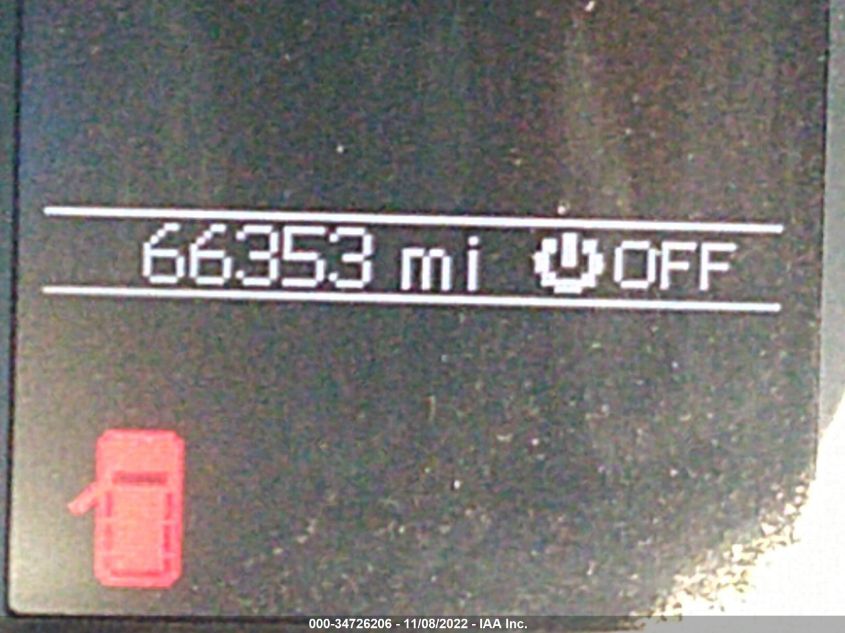 66353 mi OFF
000-34726206 - 11/08/2022 - IAA Inc.